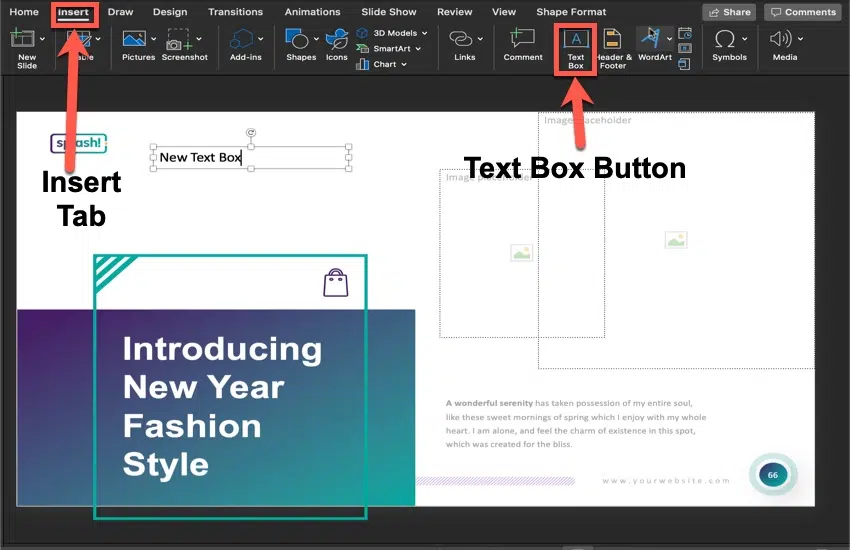 Home Insert Draw Design Transitions Animations Slide Show Review View Shape Format Share Comments
New Slide
Pictures
Screenshot
Add-ins
Shapes
Icons
3D Models
SmartArt
Chart
Links
Comment
Text Box
Header & Footer
WordArt
Symbols
Media
Image placeholder
splash!
New Text Box
Text Box Button
Insert
Tab
Introducing
New Year
Fashion
Style
A wonderful serenity has taken possession of my entire soul,
like these sweet mornings of spring which I enjoy with my whole
heart. I am alone, and feel the charm of existence in this spot,
which was created for the bliss.
www.yourwebsite.com
66